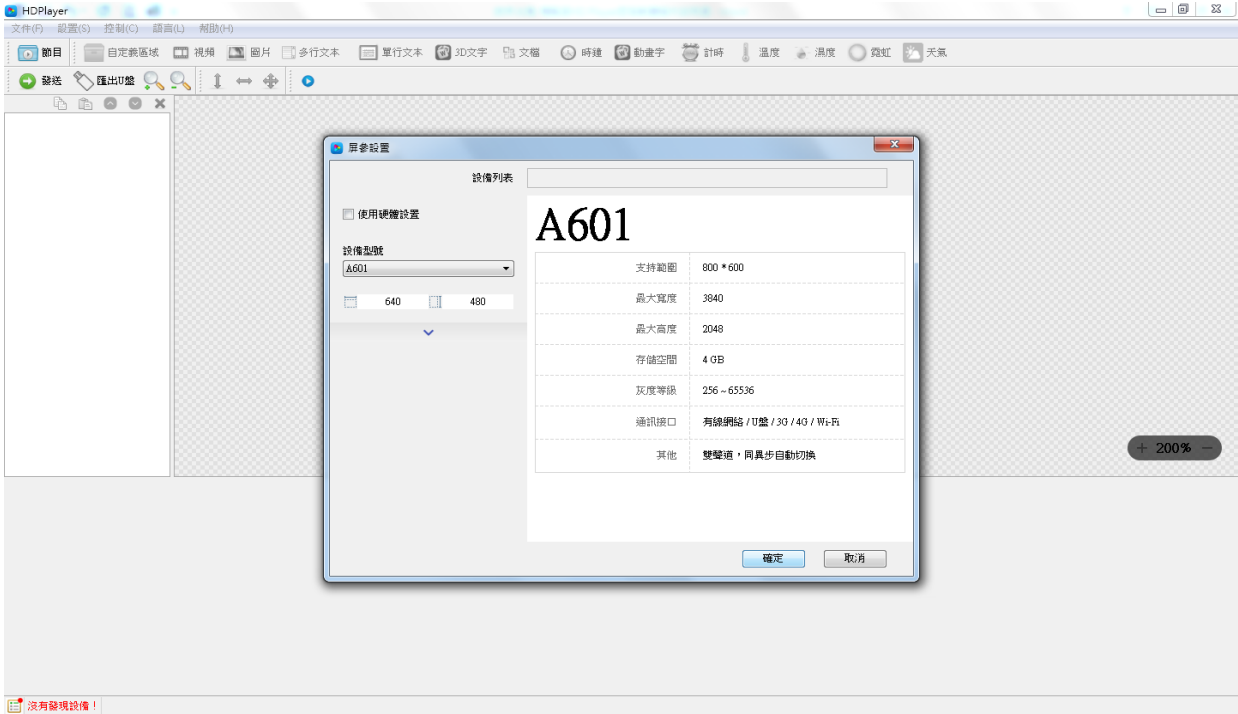 HDPlayer
文件(F) 設置(S) 控制(C) 語言(L) 幫助(H)
節目 自定義區域 視頻 圖片 多行文本 單行文本 3D文字 文檔 時鐘 動畫字 計時 溫度 濕度 霓虹 天氣
發送 匯出U盤
屏參設置
設備列表
使用硬體設置
設備型號
A601
640 480
A601
支持範圍 800 * 600
最大寬度 3840
最大高度 2048
存儲空間 4 GB
灰度等級 256 ~ 65536
通訊接口 有線網絡 / U盤 / 3G / 4G / Wi-Fi
其他 雙聲道，同異步自動切換
確定 取消
+ 200% −
沒有發現設備！